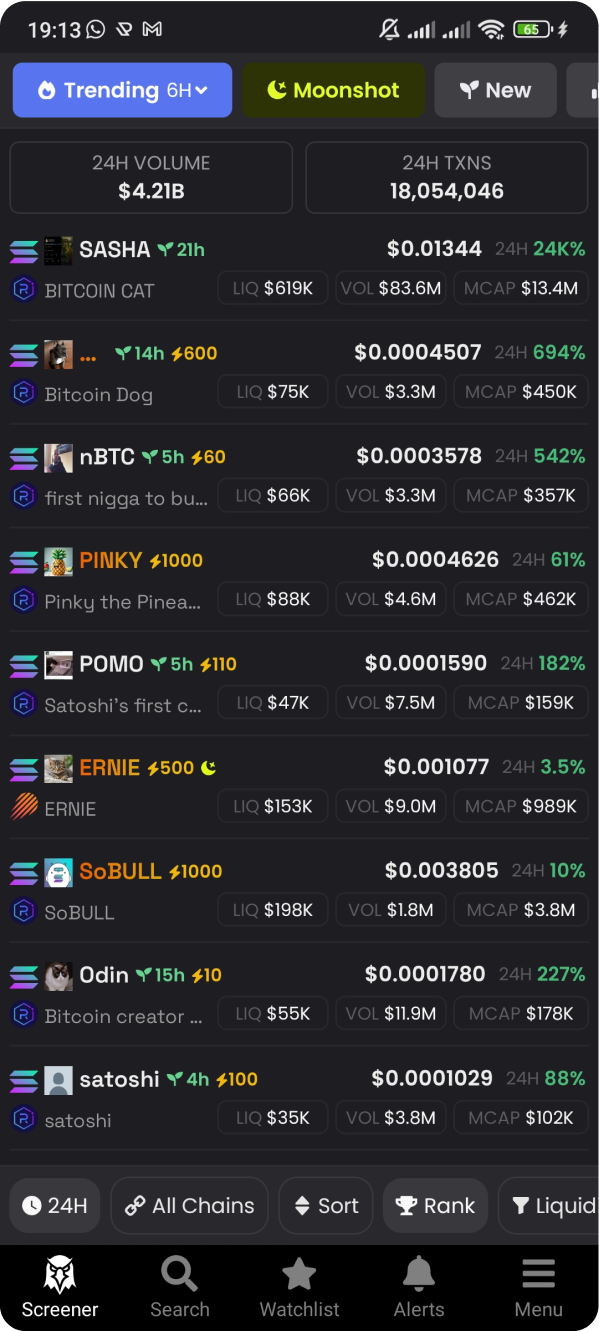 19:13
Trending 6H
Moonshot
New
24H VOLUME
$4.21B
24H TXNS
18,054,046
SASHA 21h $0.01344 24H 24K%
BITCOIN CAT LIQ $619K VOL $83.6M MCAP $13.4M
... 14h 600 $0.0004507 24H 694%
Bitcoin Dog LIQ $75K VOL $3.3M MCAP $450K
nBTC 5h 60 $0.0003578 24H 542%
first nigga to bu... LIQ $66K VOL $3.3M MCAP $357K
PINKY 1000 $0.0004626 24H 61%
Pinky the Pinea... LIQ $88K VOL $4.6M MCAP $462K
POMO 5h 110 $0.0001590 24H 182%
Satoshi's first c... LIQ $47K VOL $7.5M MCAP $159K
ERNIE 500 $0.001077 24H 3.5%
ERNIE LIQ $153K VOL $9.0M MCAP $989K
SoBULL 1000 $0.003805 24H 10%
SoBULL LIQ $198K VOL $1.8M MCAP $3.8M
Odin 15h 10 $0.0001780 24H 227%
Bitcoin creator ... LIQ $55K VOL $11.9M MCAP $178K
satoshi 4h 100 $0.0001029 24H 88%
satoshi LIQ $35K VOL $3.8M MCAP $102K
24H All Chains Sort Rank Liquid
Screener Search Watchlist Alerts Menu